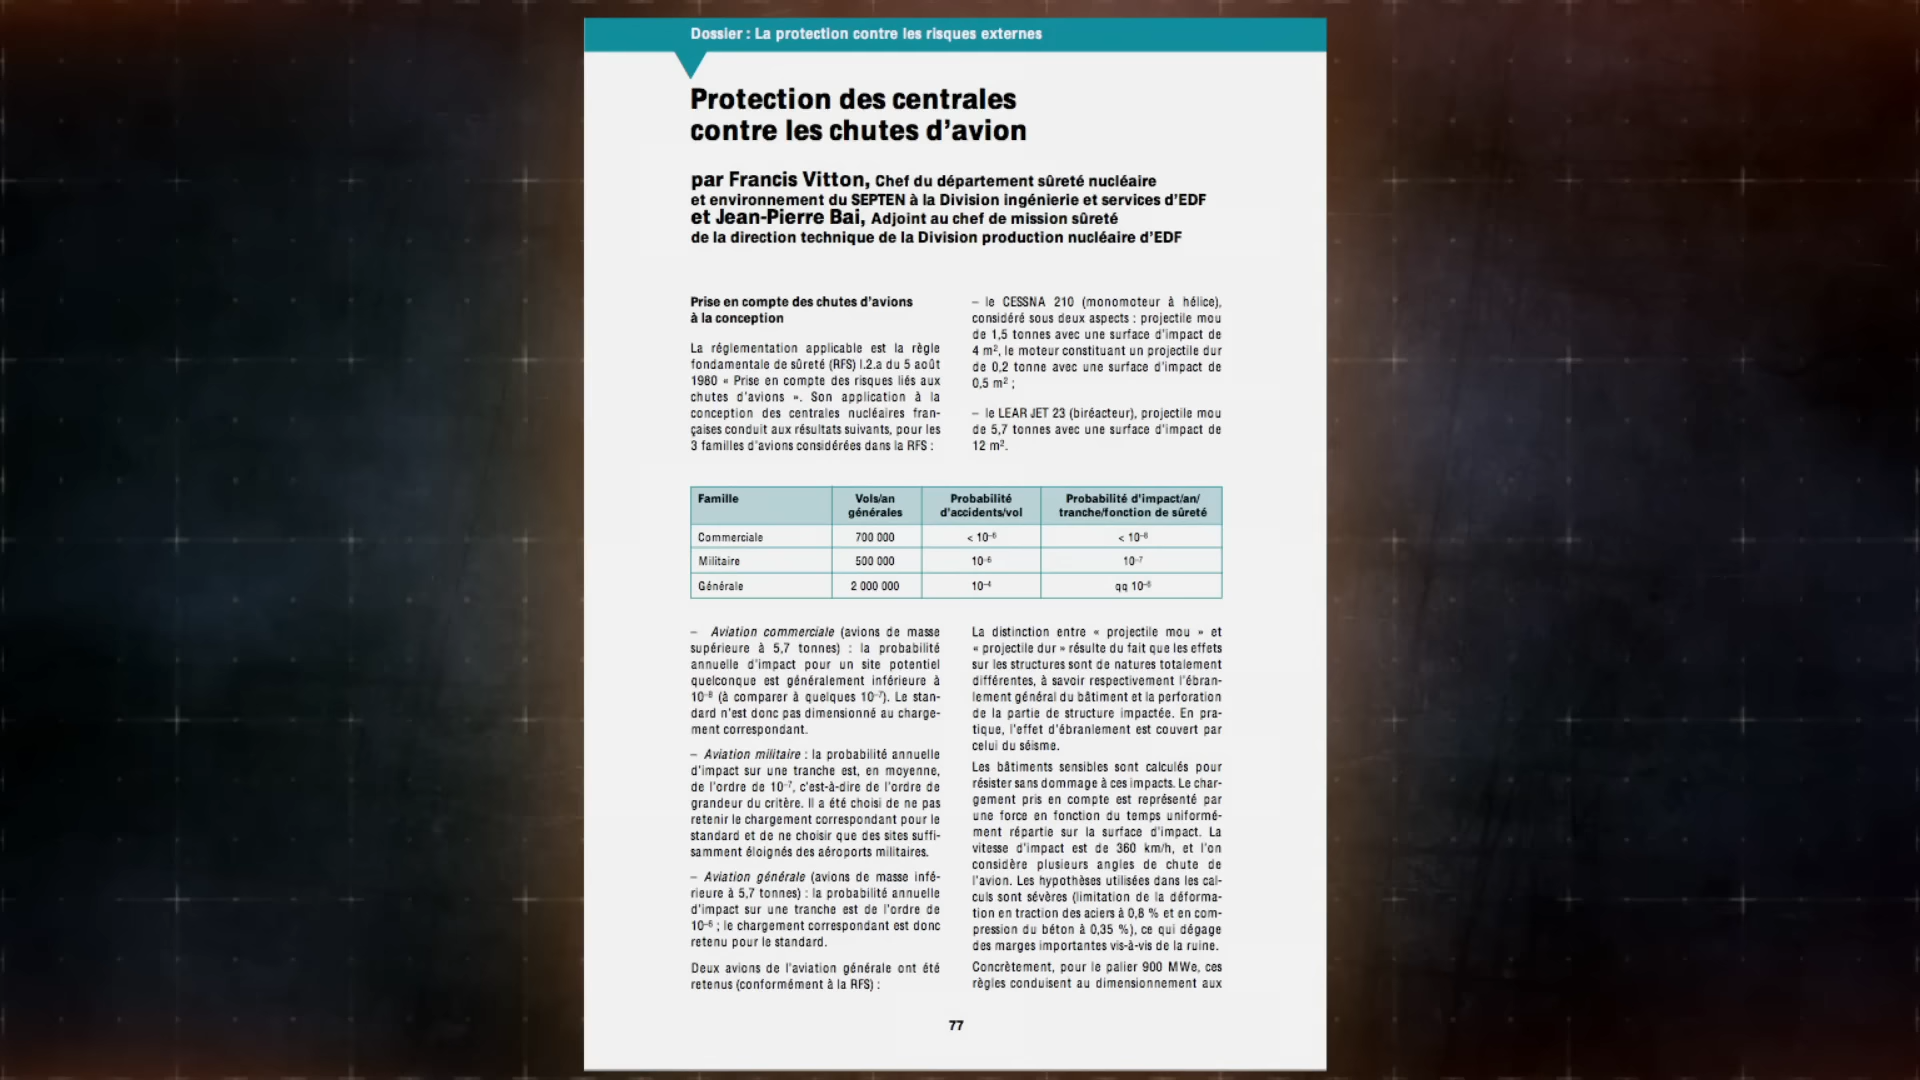 Dossier : La protection contre les risques externes
Protection des centrales
contre les chutes d'avion
par Francis Vitton, Chef du département sûreté nucléaire
et environnement du SEPTEN à la Division ingénierie et services d'EDF
et Jean-Pierre Bai, Adjoint au chef de mission sûreté
de la direction technique de la Division production nucléaire d'EDF
Prise en compte des chutes d'avions
à la conception
La réglementation applicable est la règle
fondamentale de sûreté (RFS) I.2.a du 5 août
1980 « Prise en compte des risques liés aux
chutes d'avions ». Son application à la
conception des centrales nucléaires fran-
çaises conduit aux résultats suivants, pour les
3 familles d'avions considérées dans la RFS :
– le CESSNA 210 (monomoteur à hélice),
considéré sous deux aspects : projectile mou
de 1,5 tonnes avec une surface d'impact de
4 m², le moteur constituant un projectile dur
de 0,2 tonne avec une surface d'impact de
0,5 m² ;
– le LEAR JET 23 (biréacteur), projectile mou
de 5,7 tonnes avec une surface d'impact de
12 m².
Famille Vols/an générales Probabilité d'accidents/vol Probabilité d'impact/an/ tranche/fonction de sûreté
Commerciale 700 000 < 10⁻⁶ < 10⁻⁸
Militaire 500 000 10⁻⁶ 10⁻⁷
Générale 2 000 000 10⁻⁴ qq 10⁻⁶
– Aviation commerciale (avions de masse
supérieure à 5,7 tonnes) : la probabilité
annuelle d'impact pour un site potentiel
quelconque est généralement inférieure à
10⁻⁸ (à comparer à quelques 10⁻⁷). Le stan-
dard n'est donc pas dimensionné au charge-
ment correspondant.
– Aviation militaire : la probabilité annuelle
d'impact sur une tranche est, en moyenne,
de l'ordre de 10⁻⁷, c'est-à-dire de l'ordre de
grandeur du critère. Il a été choisi de ne pas
retenir le chargement correspondant pour le
standard et de ne choisir que des sites suffi-
samment éloignés des aéroports militaires.
– Aviation générale (avions de masse infé-
rieure à 5,7 tonnes) : la probabilité annuelle
d'impact sur une tranche est de l'ordre de
10⁻⁶ ; le chargement correspondant est donc
retenu pour le standard.
Deux avions de l'aviation générale ont été
retenus (conformément à la RFS) :
La distinction entre « projectile mou » et
« projectile dur » résulte du fait que les effets
sur les structures sont de natures totalement
différentes, à savoir respectivement l'ébran-
lement général du bâtiment et la perforation
de la partie de structure impactée. En pra-
tique, l'effet d'ébranlement est couvert par
celui du séisme.
Les bâtiments sensibles sont calculés pour
résister sans dommage à ces impacts. Le char-
gement pris en compte est représenté par
une force en fonction du temps uniformé-
ment répartie sur la surface d'impact. La
vitesse d'impact est de 360 km/h, et l'on
considère plusieurs angles de chute de
l'avion. Les hypothèses utilisées dans les cal-
culs sont sévères (limitation de la déforma-
tion en traction des aciers à 0,8 % et en com-
pression du béton à 0,35 %), ce qui dégage
des marges importantes vis-à-vis de la ruine.
Concrètement, pour le palier 900 MWe, ces
règles conduisent au dimensionnement aux
77